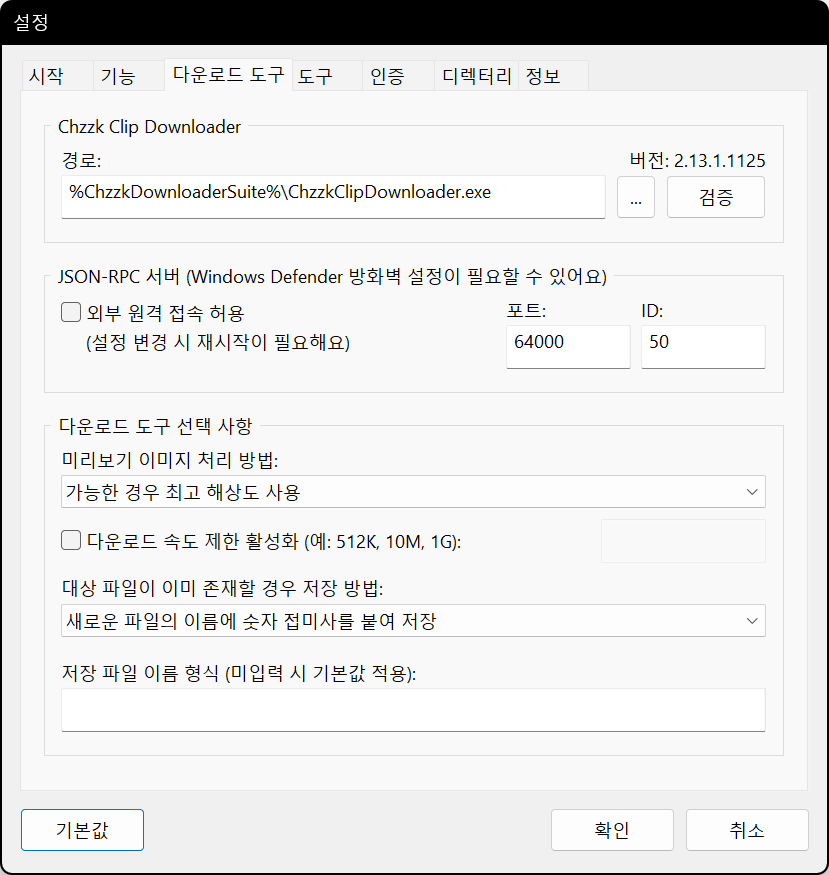 설정
시작 기능 다운로드 도구 도구 인증 디렉터리 정보
Chzzk Clip Downloader
경로: 버전: 2.13.1.1125
%ChzzkDownloaderSuite%\ChzzkClipDownloader.exe ... 검증
JSON-RPC 서버 (Windows Defender 방화벽 설정이 필요할 수 있어요)
외부 원격 접속 허용 포트: ID:
(설정 변경 시 재시작이 필요해요) 64000 50
다운로드 도구 선택 사항
미리보기 이미지 처리 방법:
가능한 경우 최고 해상도 사용
다운로드 속도 제한 활성화 (예: 512K, 10M, 1G):
대상 파일이 이미 존재할 경우 저장 방법:
새로운 파일의 이름에 숫자 접미사를 붙여 저장
저장 파일 이름 형식 (미입력 시 기본값 적용):
기본값 확인 취소